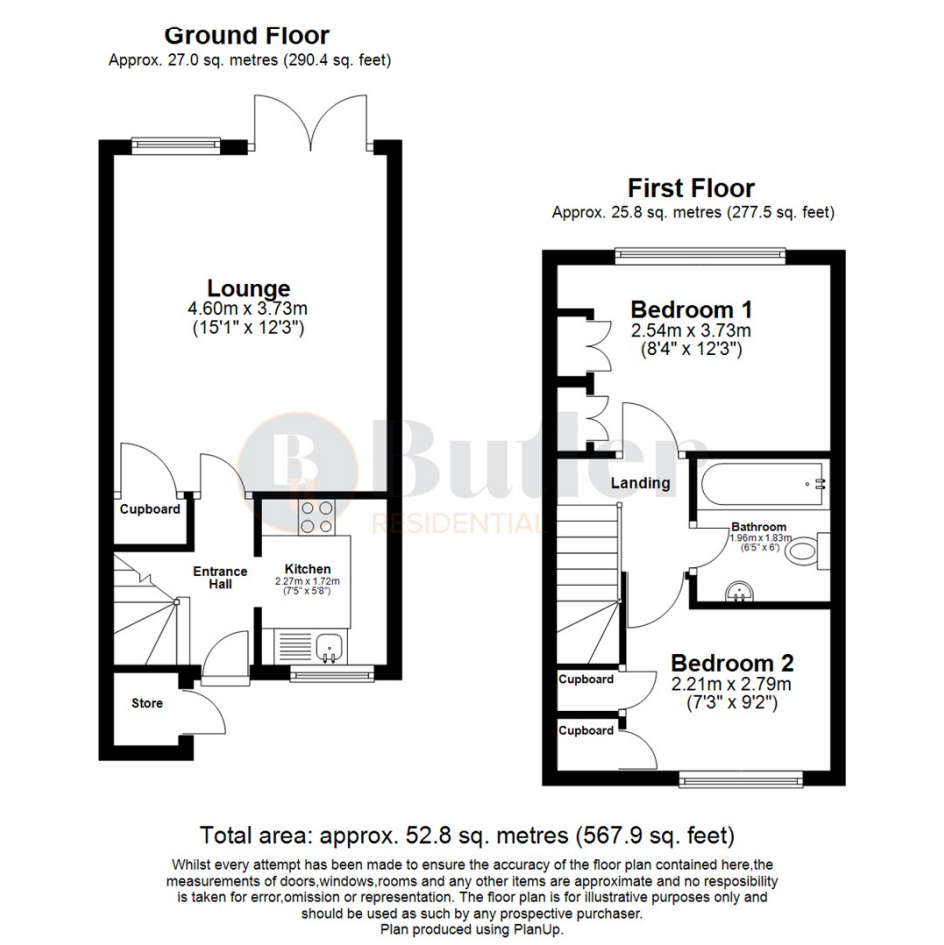 Ground Floor
Approx. 27.0 sq. metres (290.4 sq. feet)
Lounge
4.60m x 3.73m
(15'1" x 12'3")
Cupboard
Entrance
Hall
Kitchen
2.27m x 1.72m
(7'5" x 5'8")
Store
First Floor
Approx. 25.8 sq. metres (277.5 sq. feet)
Bedroom 1
2.54m x 3.73m
(8'4" x 12'3")
Landing
Bathroom
1.96m x 1.83m
(6'5" x 6')
Bedroom 2
2.21m x 2.79m
(7'3" x 9'2")
Cupboard
Cupboard
BR Butler
RESIDENTIAL
Total area: approx. 52.8 sq. metres (567.9 sq. feet)
Whilst every attempt has been made to ensure the accuracy of the floor plan contained here,the
measurements of doors,windows,rooms and any other items are approximate and no resposibility
is taken for error,omission or representation. The floor plan is for illustrative purposes only and
should be used as such by any prospective purchaser.
Plan produced using PlanUp.